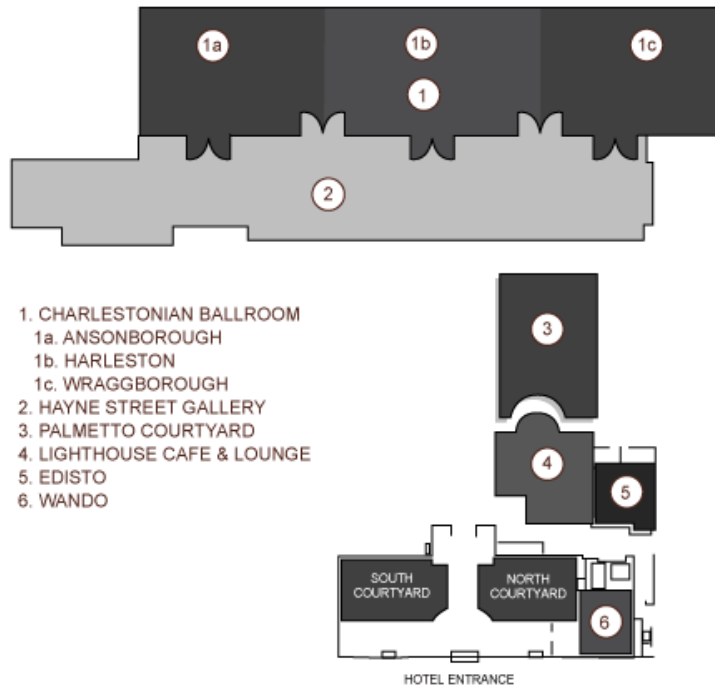 1a
1b
1c
1
2
1. CHARLESTONIAN BALLROOM
1a. ANSONBOROUGH
1b. HARLESTON
1c. WRAGGBOROUGH
2. HAYNE STREET GALLERY
3. PALMETTO COURTYARD
4. LIGHTHOUSE CAFE & LOUNGE
5. EDISTO
6. WANDO
3
4
5
SOUTH
COURTYARD
NORTH
COURTYARD
6
HOTEL ENTRANCE